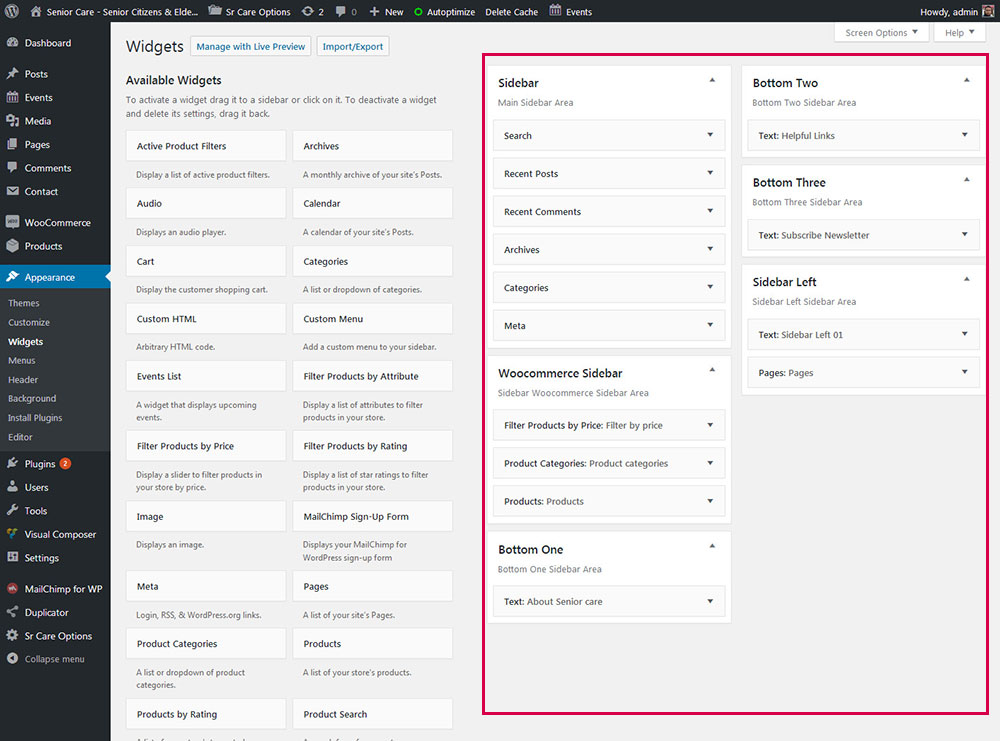 Senior Care - Senior Citizens & Elde...
Sr Care Options
2
0
New
Autoptimize
Delete Cache
Events
Howdy, admin
Dashboard
Posts
Events
Media
Pages
Comments
Contact
WooCommerce
Products
Appearance
Themes
Customize
Widgets
Menus
Header
Background
Install Plugins
Editor
Plugins 2
Users
Tools
Visual Composer
Settings
MailChimp for WP
Duplicator
Sr Care Options
Collapse menu
Screen Options
Help
Widgets
Manage with Live Preview
Import/Export
Available Widgets
To activate a widget drag it to a sidebar or click on it. To deactivate a widget
and delete its settings, drag it back.
Active Product Filters
Display a list of active product filters.
Archives
A monthly archive of your site's Posts.
Audio
Displays an audio player.
Calendar
A calendar of your site's Posts.
Cart
Display the customer shopping cart.
Categories
A list or dropdown of categories.
Custom HTML
Arbitrary HTML code.
Custom Menu
Add a custom menu to your sidebar.
Events List
A widget that displays upcoming
events.
Filter Products by Attribute
Display a list of attributes to filter
products in your store.
Filter Products by Price
Display a slider to filter products in
your store by price.
Filter Products by Rating
Display a list of star ratings to filter
products in your store.
Image
Displays an image.
MailChimp Sign-Up Form
Displays your MailChimp for
WordPress sign-up form
Meta
Login, RSS, & WordPress.org links.
Pages
A list of your site's Pages.
Product Categories
A list or dropdown of product
categories.
Products
A list of your store's products.
Products by Rating
Product Search
Sidebar
Main Sidebar Area
Search
Recent Posts
Recent Comments
Archives
Categories
Meta
Woocommerce Sidebar
Sidebar Woocommerce Sidebar Area
Filter Products by Price: Filter by price
Product Categories: Product categories
Products: Products
Bottom One
Bottom One Sidebar Area
Text: About Senior care
Bottom Two
Bottom Two Sidebar Area
Text: Helpful Links
Bottom Three
Bottom Three Sidebar Area
Text: Subscribe Newsletter
Sidebar Left
Sidebar Left Sidebar Area
Text: Sidebar Left 01
Pages: Pages